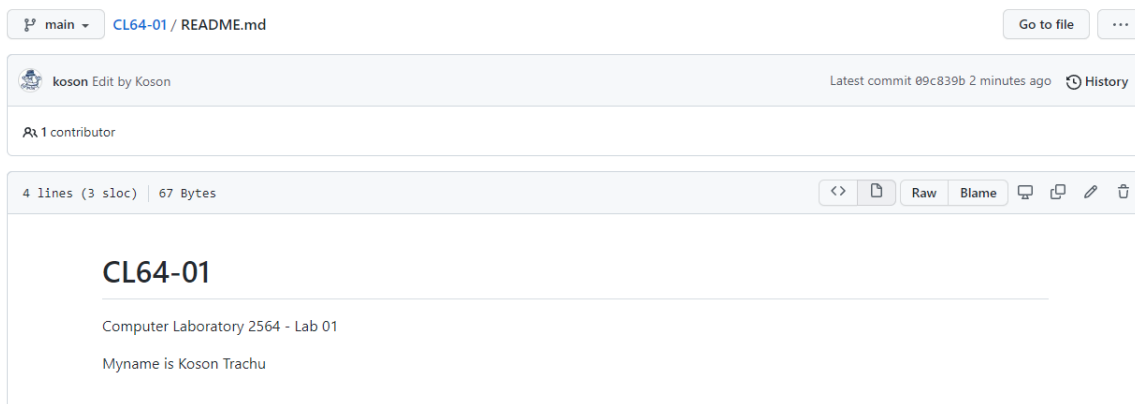 main CL64-01 / README.md Go to file ...
koson Edit by Koson Latest commit 09c839b 2 minutes ago History
1 contributor
4 lines (3 sloc) 67 Bytes <> Raw Blame
CL64-01
Computer Laboratory 2564 - Lab 01
Myname is Koson Trachu